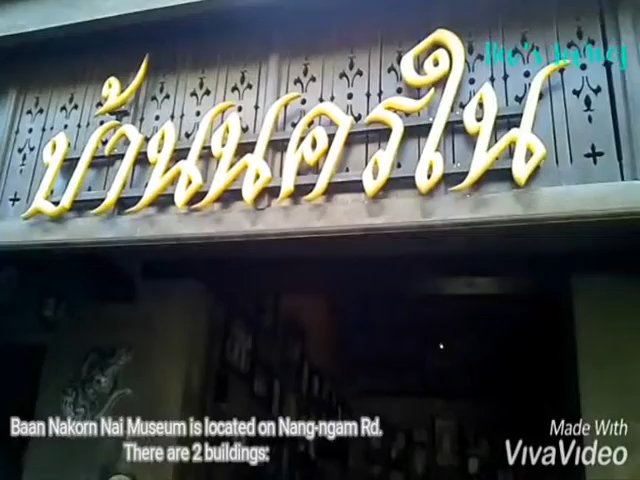 บ้านนครใน
Baan Nakorn Nai Museum is located on Nang-ngam Rd.
There are 2 buildings:
Made With
VivaVideo